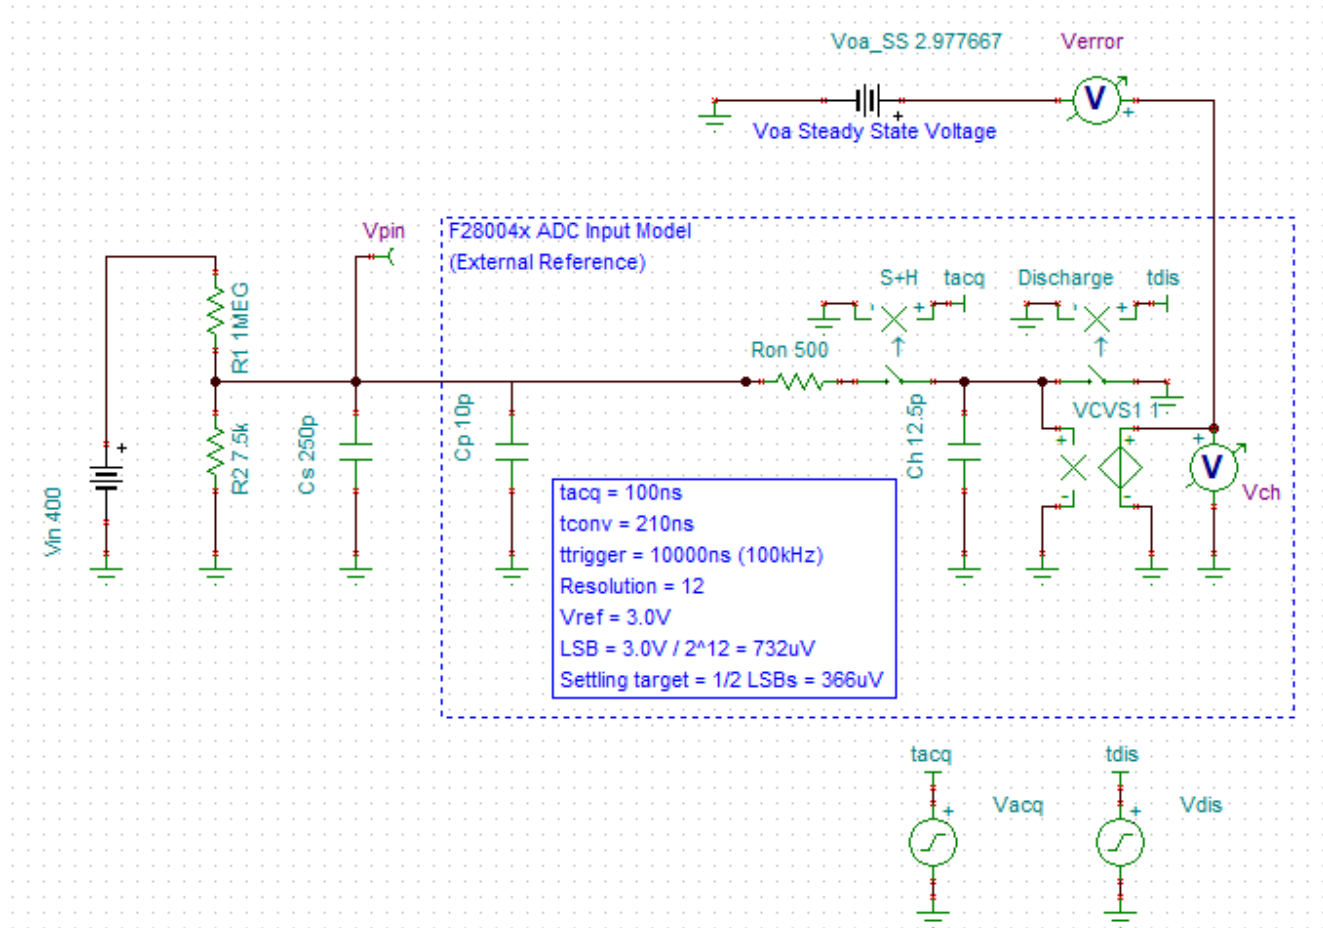 Voa_SS 2.977667
Verror
V
+
+
Voa Steady State Voltage
Vpin
F28004x ADC Input Model
(External Reference)
S+H
tacq
Discharge
tdis
- +
- +
R1 1MEG
Ron 500
VCVS1 1
+
R2 7.5k
Cs 250p
Cp 10p
Ch 12.5p
+ +
+
V
- -
Vch
Vin 400
tacq = 100ns
tconv = 210ns
ttrigger = 10000ns (100kHz)
Resolution = 12
Vref = 3.0V
LSB = 3.0V / 2^12 = 732uV
Settling target = 1/2 LSBs = 366uV
tacq
tdis
+
Vacq
+
Vdis